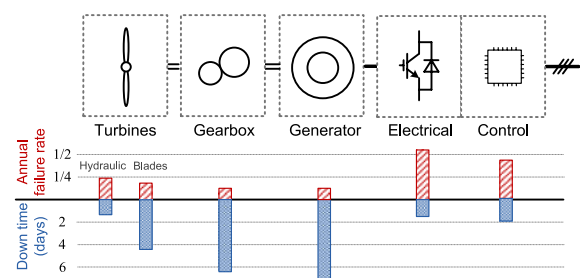 Turbines Gearbox Generator Electrical Control
Annual
failure rate
1/2
1/4
Hydraulic Blades
Down time
(days)
2
4
6